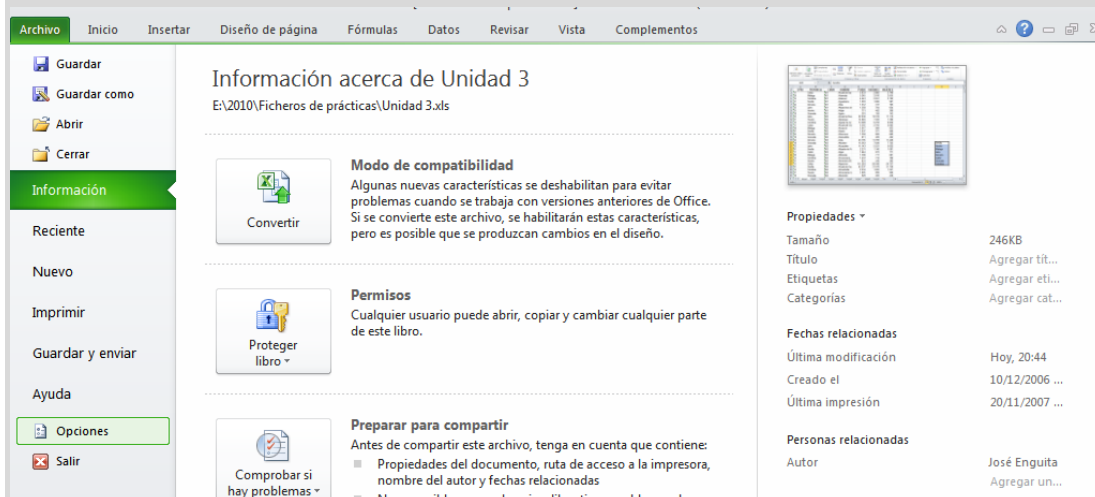 Archivo Inicio Insertar Diseño de página Fórmulas Datos Revisar Vista Complementos
Guardar
Guardar como
Abrir
Cerrar
Información
Reciente
Nuevo
Imprimir
Guardar y enviar
Ayuda
Opciones
Salir
Información acerca de Unidad 3
E:\2010\Ficheros de prácticas\Unidad 3.xls
Convertir
Modo de compatibilidad
Algunas nuevas características se deshabilitan para evitar
problemas cuando se trabaja con versiones anteriores de Office.
Si se convierte este archivo, se habilitarán estas características,
pero es posible que se produzcan cambios en el diseño.
Proteger
libro
Permisos
Cualquier usuario puede abrir, copiar y cambiar cualquier parte
de este libro.
Comprobar si
hay problemas
Preparar para compartir
Antes de compartir este archivo, tenga en cuenta que contiene:
Propiedades del documento, ruta de acceso a la impresora,
nombre del autor y fechas relacionadas
Propiedades
Tamaño 246KB
Título Agregar tít...
Etiquetas Agregar eti...
Categorías Agregar cat...
Fechas relacionadas
Última modificación Hoy, 20:44
Creado el 10/12/2006 ...
Última impresión 20/11/2007 ...
Personas relacionadas
Autor José Enguita
Agregar un...